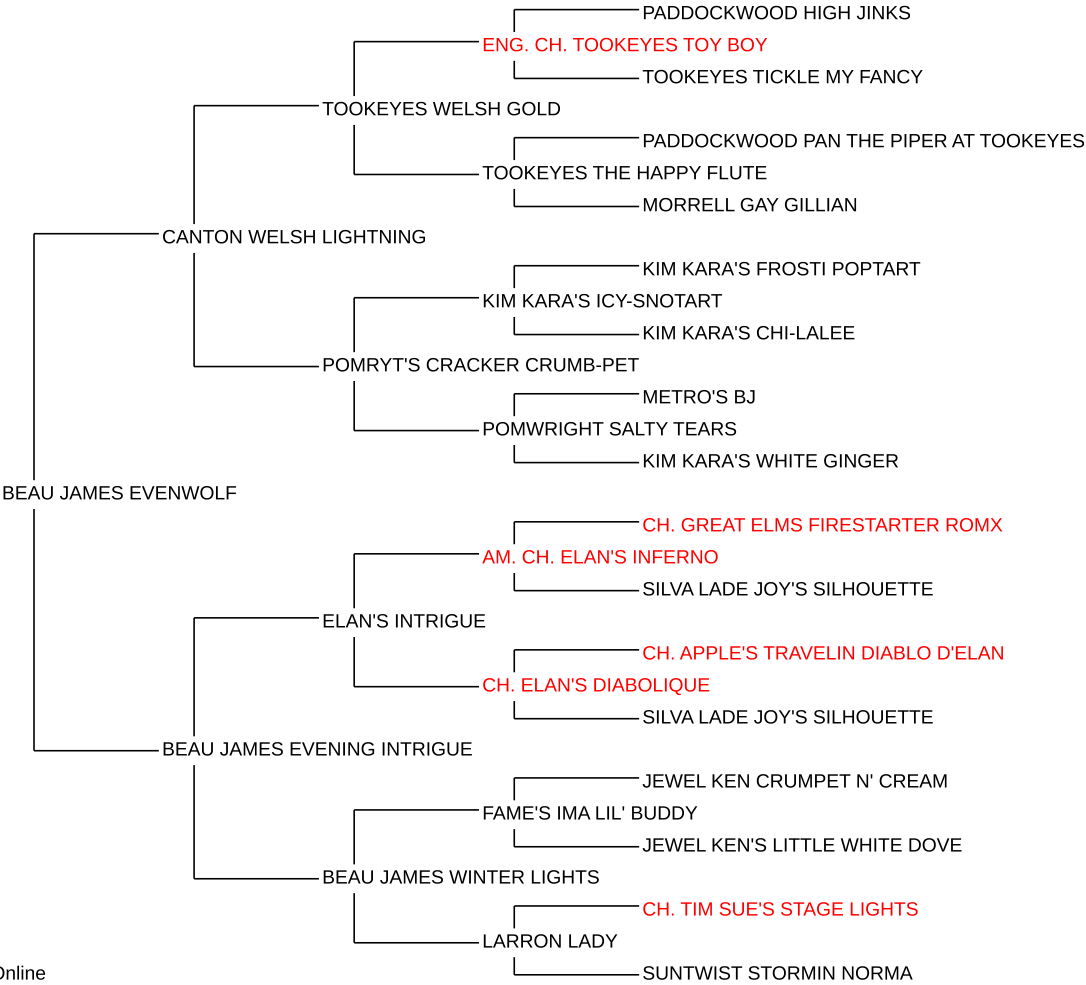 PADDOCKWOOD HIGH JINKS
ENG. CH. TOOKEYES TOY BOY
TOOKEYES TICKLE MY FANCY
TOOKEYES WELSH GOLD
PADDOCKWOOD PAN THE PIPER AT TOOKEYES
TOOKEYES THE HAPPY FLUTE
MORRELL GAY GILLIAN
CANTON WELSH LIGHTNING
KIM KARA'S FROSTI POPTART
KIM KARA'S ICY-SNOTART
KIM KARA'S CHI-LALEE
POMRYT'S CRACKER CRUMB-PET
METRO'S BJ
POMWRIGHT SALTY TEARS
KIM KARA'S WHITE GINGER
BEAU JAMES EVENWOLF
CH. GREAT ELMS FIRESTARTER ROMX
AM. CH. ELAN'S INFERNO
SILVA LADE JOY'S SILHOUETTE
ELAN'S INTRIGUE
CH. APPLE'S TRAVELIN DIABLO D'ELAN
CH. ELAN'S DIABOLIQUE
SILVA LADE JOY'S SILHOUETTE
BEAU JAMES EVENING INTRIGUE
JEWEL KEN CRUMPET N' CREAM
FAME'S IMA LIL' BUDDY
JEWEL KEN'S LITTLE WHITE DOVE
BEAU JAMES WINTER LIGHTS
CH. TIM SUE'S STAGE LIGHTS
LARRON LADY
SUNTWIST STORMIN NORMA
Online